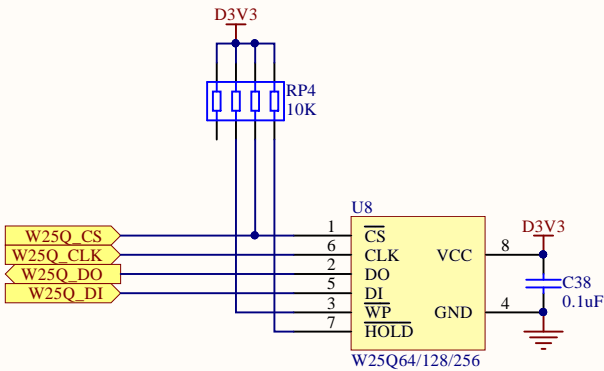 D3V3
RP4
10K
U8
W25Q_CS
1
CS
W25Q_CLK
6
CLK
VCC
8
D3V3
W25Q_DO
2
DO
W25Q_DI
5
DI
C38
0.1uF
3
WP
GND
4
7
HOLD
W25Q64/128/256